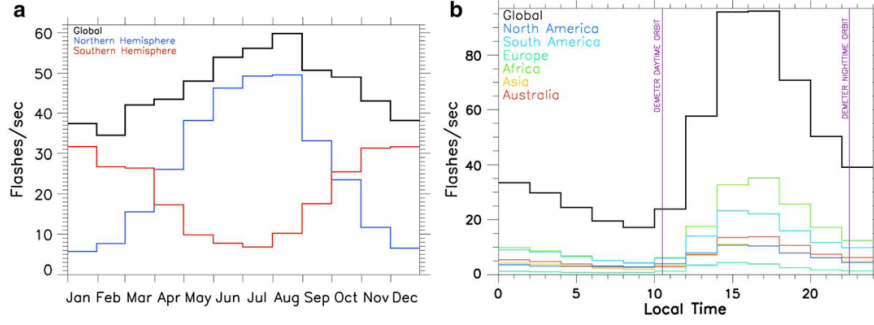 a
Global
Northern Hemisphere
Southern Hemisphere
Flashes/sec
60
50
40
30
20
10
0
Jan Feb Mar Apr May Jun Jul Aug Sep Oct Nov Dec
b
Global
North America
South America
Europe
Africa
Asia
Australia
DEMETER DAYTIME ORBIT
DEMETER NIGHTTIME ORBIT
Flashes/sec
80
60
40
20
0
0 5 10 15 20
Local Time